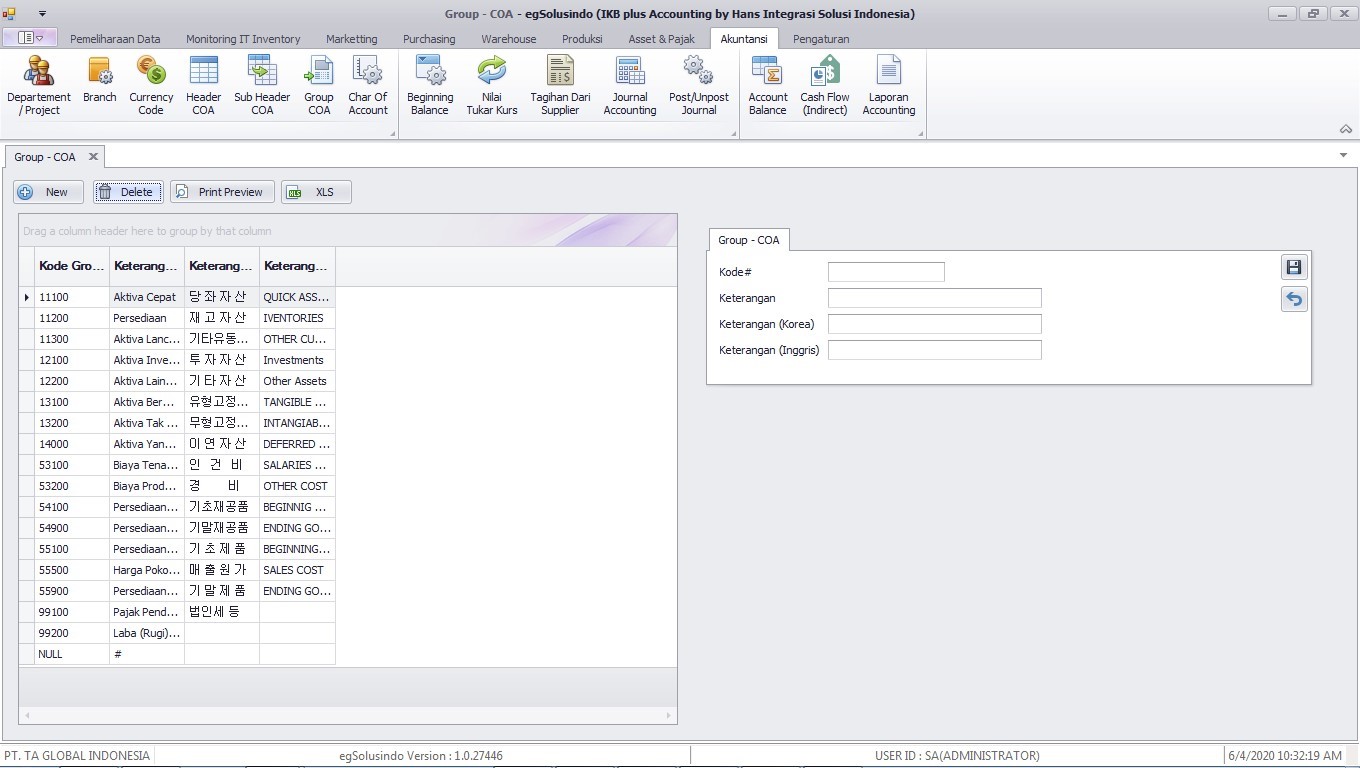 Group - COA - egSolusindo (IKB plus Accounting by Hans Integrasi Solusi Indonesia)
Pemeliharaan Data Monitoring IT Inventory Marketting Purchasing Warehouse Produksi Asset & Pajak Akuntansi Pengaturan
Departement / Project
Branch
Currency Code
Header COA
Sub Header COA
Group COA
Char Of Account
Beginning Balance
Nilai Tukar Kurs
Tagihan Dari Supplier
Journal Accounting
Post/Unpost Journal
Account Balance
Cash Flow (Indirect)
Laporan Accounting
Group - COA
New Delete Print Preview XLS
Drag a column header here to group by that column
Kode Gro... Keterang... Keterang... Keterang...
11100 Aktiva Cepat 당 좌 자 산 QUICK ASS...
11200 Persediaan 재 고 자 산 IVENTORIES
11300 Aktiva Lanc... 기타유동... OTHER CU...
12100 Aktiva Inve... 투 자 자 산 Investments
12200 Aktiva Lain... 기 타 자 산 Other Assets
13100 Aktiva Ber... 유형고정... TANGIBLE ...
13200 Aktiva Tak ... 무형고정... INTANGIAB...
14000 Aktiva Yan... 이 연 자 산 DEFERRED ...
53100 Biaya Tena... 인 건 비 SALARIES ...
53200 Biaya Prod... 경 비 OTHER COST
54100 Persediaan... 기초재공품 BEGINNIG ...
54900 Persediaan... 기말재공품 ENDING GO...
55100 Persediaan... 기 초 제 품 BEGINNING...
55500 Harga Poko... 매 출 원 가 SALES COST
55900 Persediaan... 기 말 제 품 ENDING GO...
99100 Pajak Pend... 법인세 등
99200 Laba (Rugi)...
NULL #
Group - COA
Kode#
Keterangan
Keterangan (Korea)
Keterangan (Inggris)
PT. TA GLOBAL INDONESIA egSolusindo Version : 1.0.27446 USER ID : SA(ADMINISTRATOR) 6/4/2020 10:32:19 AM